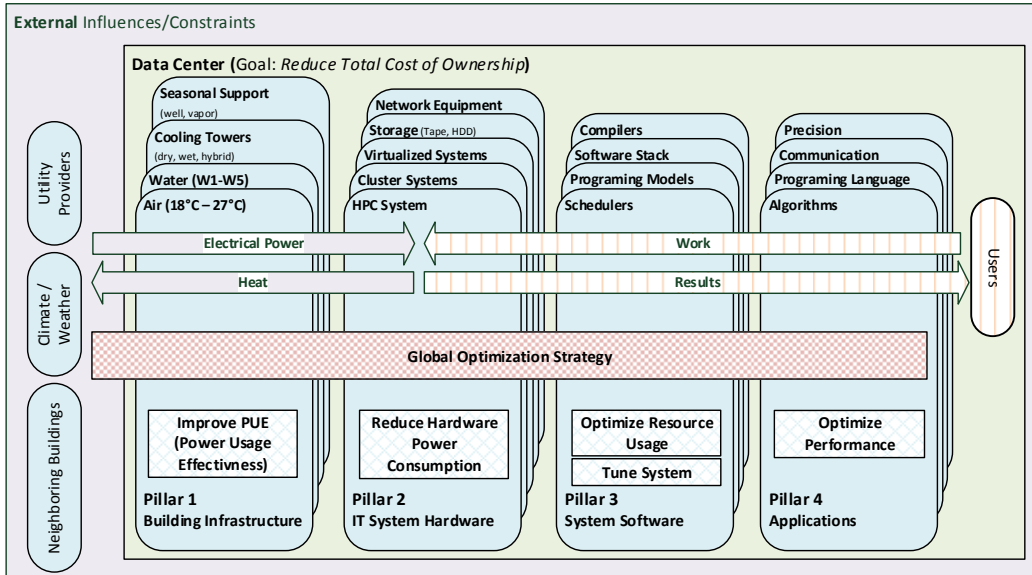 External Influences/Constraints
Data Center (Goal: Reduce Total Cost of Ownership)
Utility
Providers
Climate /
Weather
Neighboring Buildings
Seasonal Support
(well, vapor)
Cooling Towers
(dry, wet, hybrid)
Water (W1-W5)
Air (18°C – 27°C)
Network Equipment
Storage (Tape, HDD)
Virtualized Systems
Cluster Systems
HPC System
Compilers
Software Stack
Programing Models
Schedulers
Precision
Communication
Programing Language
Algorithms
Electrical Power
Work
Heat
Results
Users
Global Optimization Strategy
Improve PUE
(Power Usage
Effectivness)
Reduce Hardware
Power
Consumption
Optimize Resource
Usage
Tune System
Optimize
Performance
Pillar 1
Building Infrastructure
Pillar 2
IT System Hardware
Pillar 3
System Software
Pillar 4
Applications